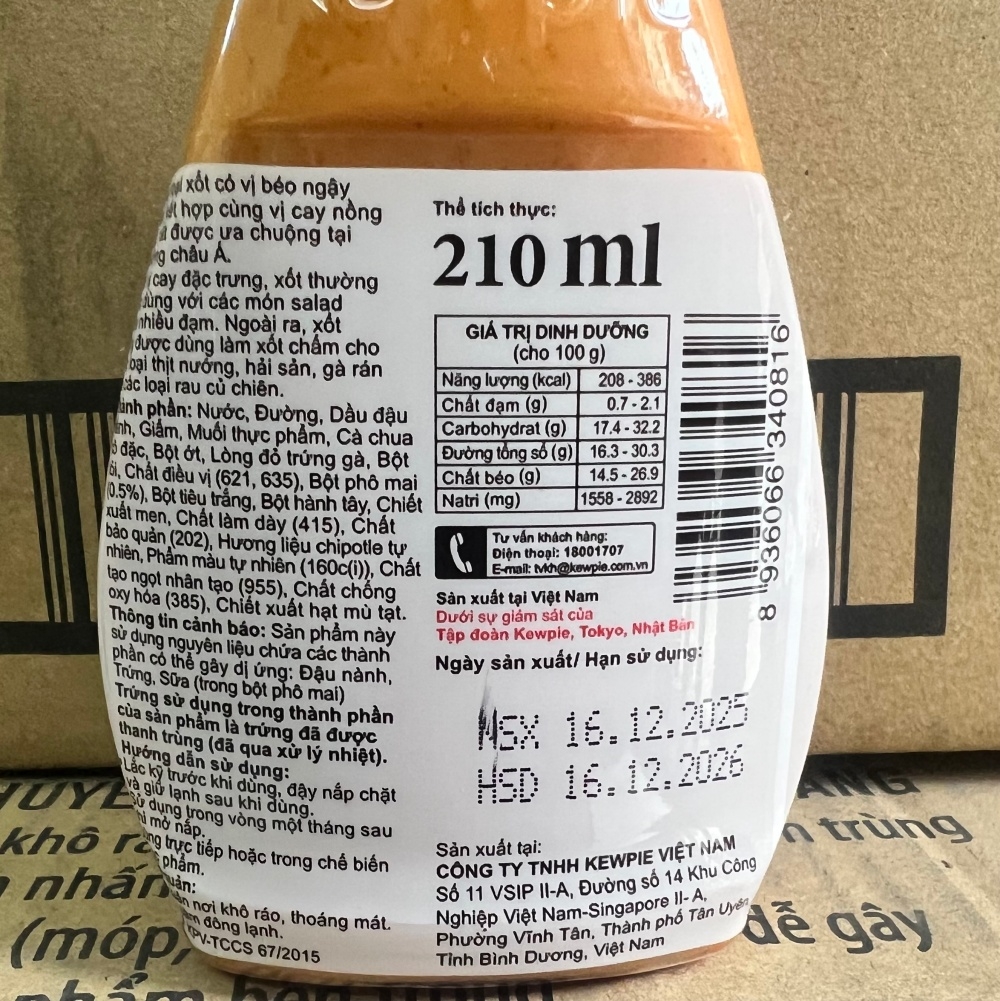 xốt có vị béo ngậy
hợp cùng vị cay nồng
được ưa chuộng tại
châu Á.
cay đặc trưng, xốt thường
dùng với các món salad
nhiều đạm. Ngoài ra, xốt
được dùng làm xốt chấm cho
loại thịt nướng, hải sản, gà rán
các loại rau củ chiên.
Thành phần: Nước, Đường, Dầu đậu
nành, Giấm, Muối thực phẩm, Cà chua
cô đặc, Bột ớt, Lòng đỏ trứng gà, Bột
tỏi, Chất điều vị (621, 635), Bột phô mai
(0.5%), Bột tiêu trắng, Bột hành tây, Chiết
xuất men, Chất làm dày (415), Chất
bảo quản (202), Hương liệu chipotle tự
nhiên, Phẩm màu tự nhiên (160c(i)), Chất
tạo ngọt nhân tạo (955), Chất chống
oxy hóa (385), Chiết xuất hạt mù tạt.
Thông tin cảnh báo: Sản phẩm này
sử dụng nguyên liệu chứa các thành
phần có thể gây dị ứng: Đậu nành,
Trứng, Sữa (trong bột phô mai)
Trứng sử dụng trong thành phần
của sản phẩm là trứng đã được
thanh trùng (đã qua xử lý nhiệt).
Hướng dẫn sử dụng:
Lắc kỹ trước khi dùng, đậy nắp chặt
và giữ lạnh sau khi dùng.
Sử dụng trong vòng một tháng sau
khi mở nắp.
trực tiếp hoặc trong chế biến
phẩm.
quản:
nơi khô ráo, thoáng mát.
đông lạnh.
KPV-TCCS 67/2015
Thể tích thực:
210 ml
GIÁ TRỊ DINH DƯỠNG
(cho 100 g)
Năng lượng (kcal) 208 - 386
Chất đạm (g) 0.7 - 2.1
Carbohydrat (g) 17.4 - 32.2
Đường tổng số (g) 16.3 - 30.3
Chất béo (g) 14.5 - 26.9
Natri (mg) 1558 - 2892
Tư vấn khách hàng:
Điện thoại: 18001707
E-mail: tvkh@kewpie.com.vn
8 936066 340816
Sản xuất tại Việt Nam
Dưới sự giám sát của
Tập đoàn Kewpie, Tokyo, Nhật Bản
Ngày sản xuất/ Hạn sử dụng:
MSX 16.12.2025
HSD 16.12.2026
Sản xuất tại:
CÔNG TY TNHH KEWPIE VIỆT NAM
Số 11 VSIP II-A, Đường số 14 Khu Công
Nghiệp Việt Nam-Singapore II-A,
Phường Vĩnh Tân, Thành phố Tân Uyên
Tỉnh Bình Dương, Việt Nam
khô
trùng
nhấn
(móp,
dễ gây